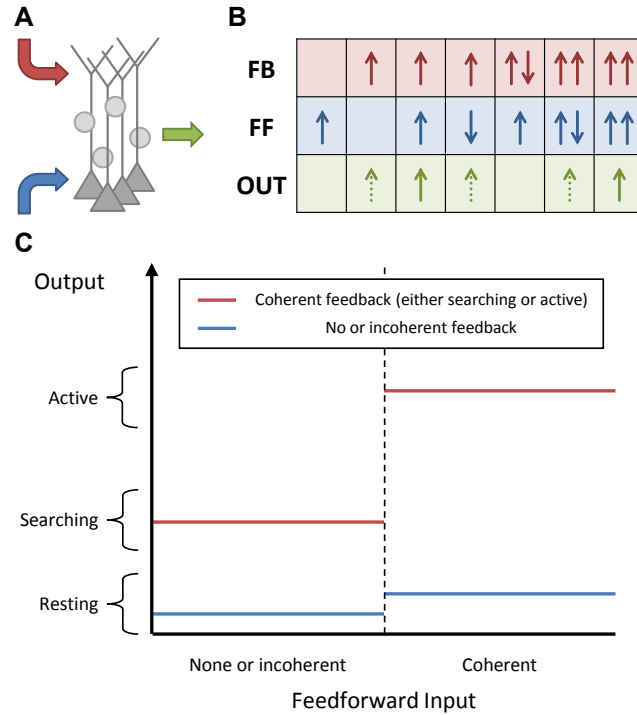 A
B
FB
FF
OUT
C
Output
Coherent feedback (either searching or active)
No or incoherent feedback
Active
Searching
Resting
None or incoherent
Coherent
Feedforward Input